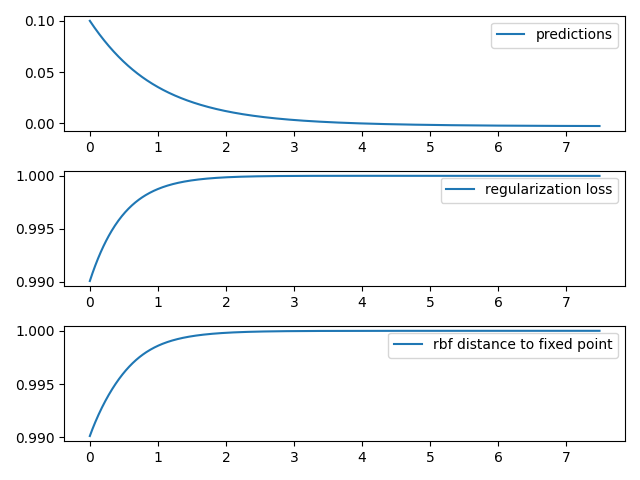 0.10
0.05
0.00
predictions
0 1 2 3 4 5 6 7
1.000
0.995
0.990
regularization loss
0 1 2 3 4 5 6 7
1.000
0.995
0.990
rbf distance to fixed point
0 1 2 3 4 5 6 7